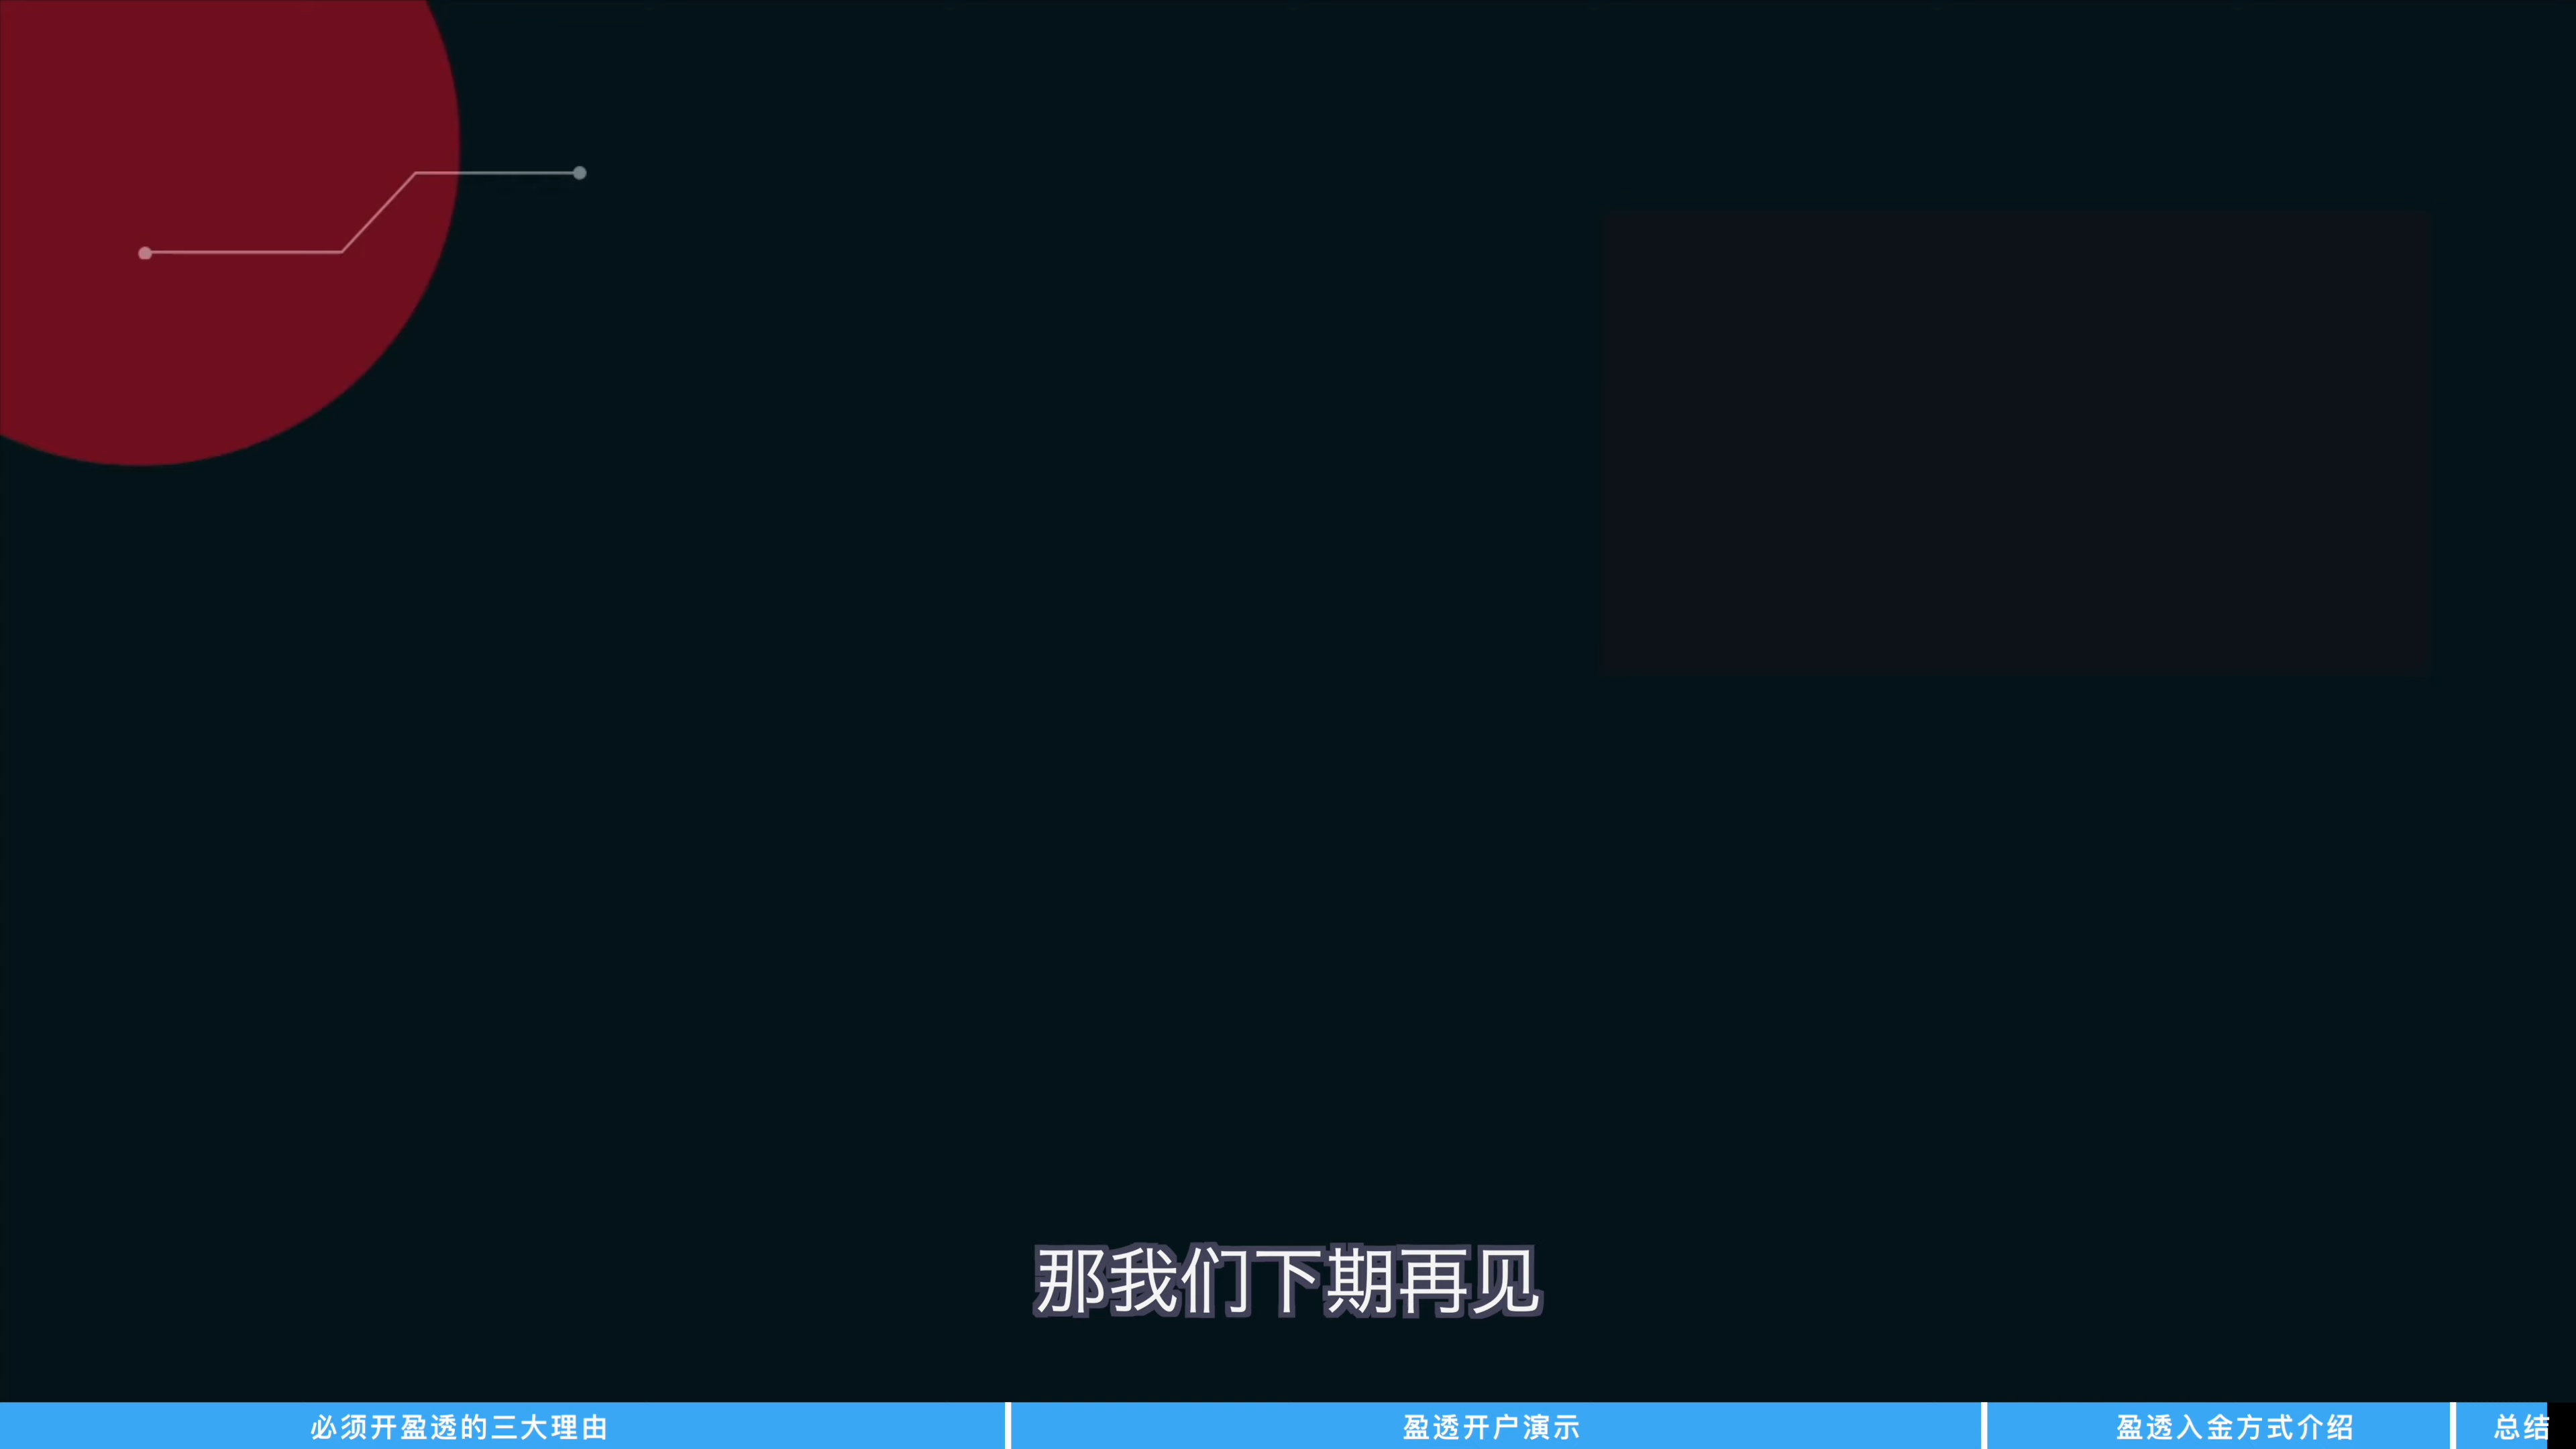 那我们下期再见
必须开盈透的三大理由
盈透开户演示
盈透入金方式介绍
总结